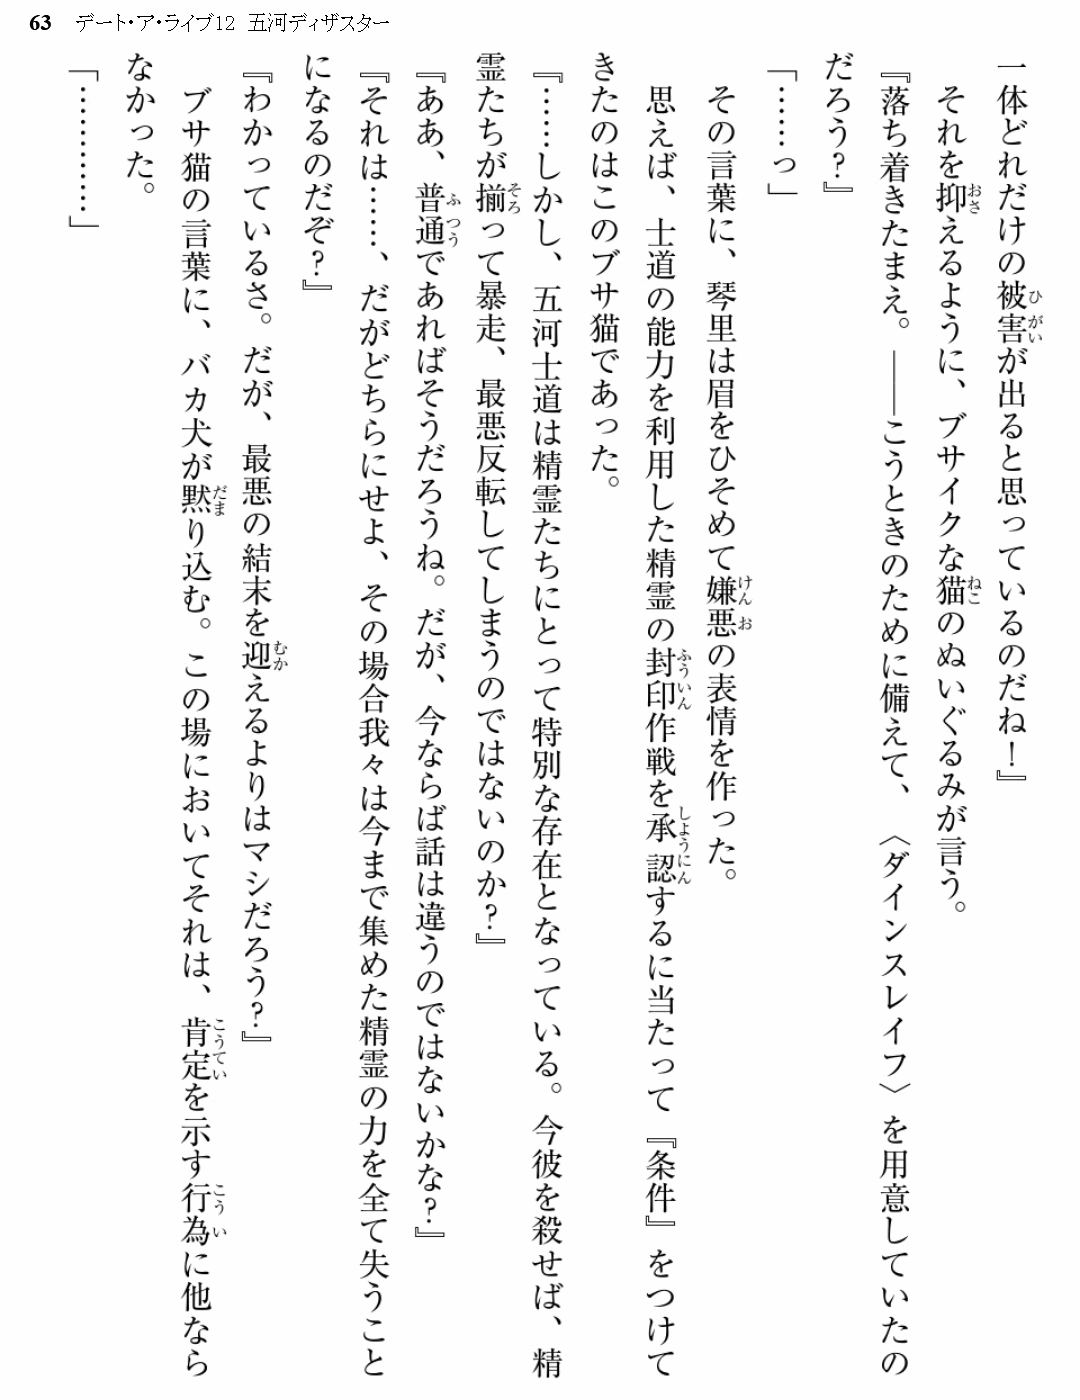 63 デート・ア・ライブ12 五河ディザスター
一体どれだけの被害が出ると思っているのだね！』
それを抑えるように、ブサイクな猫のぬいぐるみが言う。
『落ち着きたまえ。――こうときのために備えて、〈ダインスレイフ〉を用意していたの
だろう？』
「……っ」
その言葉に、琴里は眉をひそめて嫌悪の表情を作った。
思えば、士道の能力を利用した精霊の封印作戦を承認するに当たって『条件』をつけて
きたのはこのブサ猫であった。
『……しかし、五河士道は精霊たちにとって特別な存在となっている。今彼を殺せば、精
霊たちが揃って暴走、最悪反転してしまうのではないのか？』
『ああ、普通であればそうだろうね。だが、今ならば話は違うのではないかな？』
『それは……、だがどちらにせよ、その場合我々は今まで集めた精霊の力を全て失うこと
になるのだぞ？』
『わかっているさ。だが、最悪の結末を迎えるよりはマシだろう？』
ブサ猫の言葉に、バカ犬が黙り込む。この場においてそれは、肯定を示す行為に他なら
なかった。
「…………」